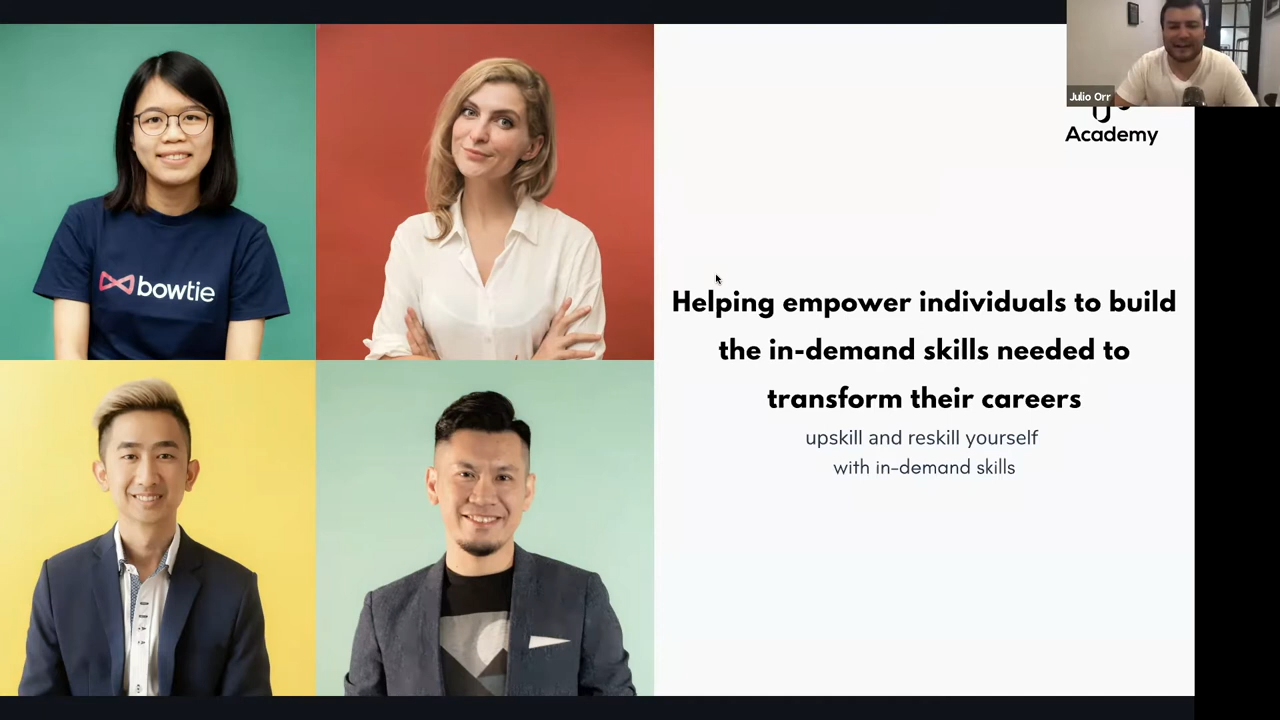 Julio Orr
Academy
bowtie
Helping empower individuals to build
the in-demand skills needed to
transform their careers
upskill and reskill yourself
with in-demand skills